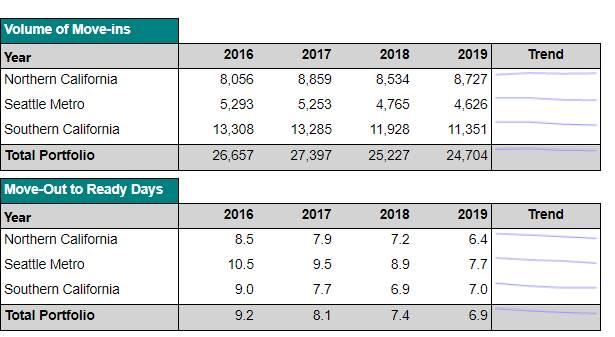 Volume of Move-ins
Year 2016 2017 2018 2019 Trend
Northern California 8,056 8,859 8,534 8,727
Seattle Metro 5,293 5,253 4,765 4,626
Southern California 13,308 13,285 11,928 11,351
Total Portfolio 26,657 27,397 25,227 24,704
Move-Out to Ready Days
Year 2016 2017 2018 2019 Trend
Northern California 8.5 7.9 7.2 6.4
Seattle Metro 10.5 9.5 8.9 7.7
Southern California 9.0 7.7 6.9 7.0
Total Portfolio 9.2 8.1 7.4 6.9